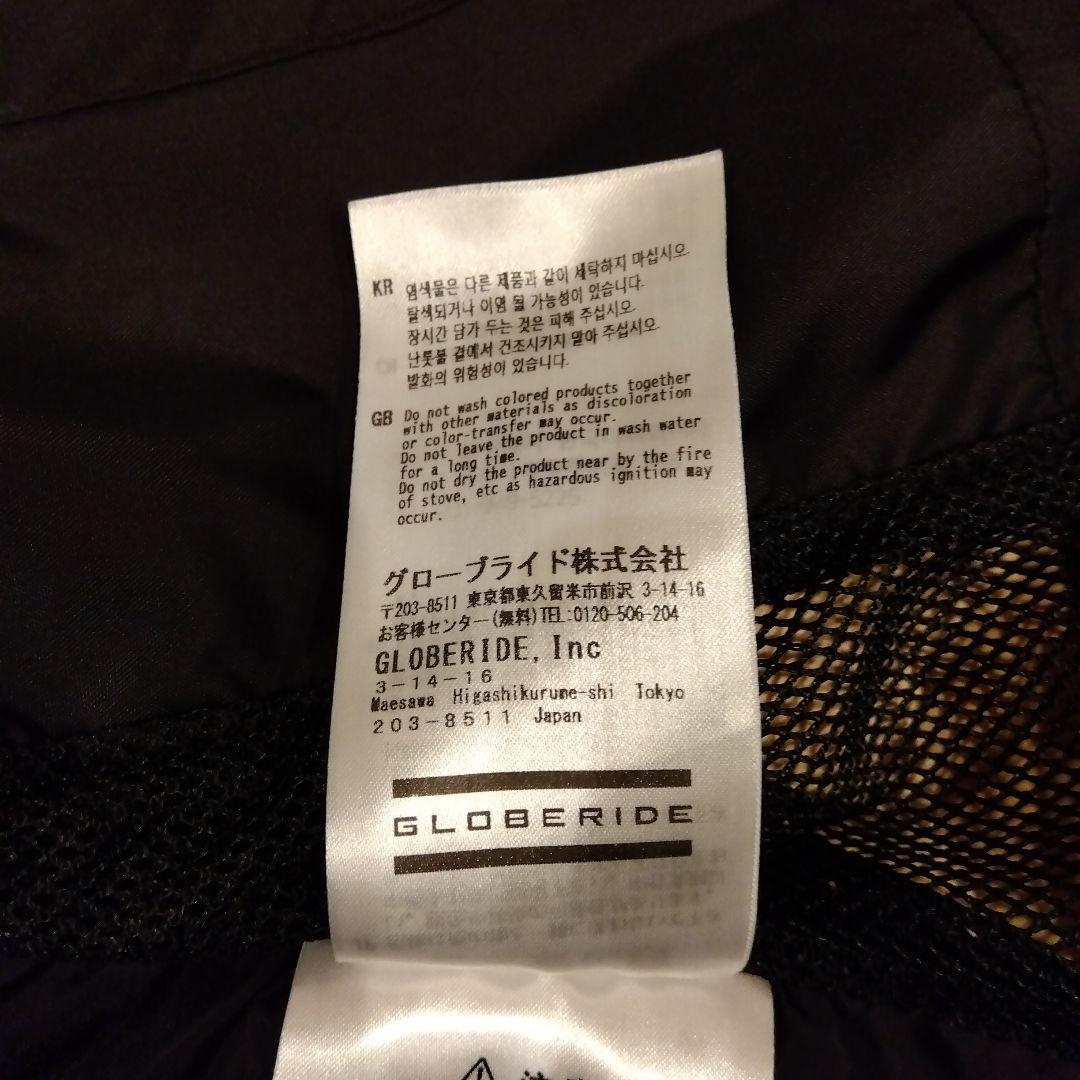 KR 염색물은 다른 제품과 같이 세탁하지 마십시오.
탈색되거나 이염 될 가능성이 있습니다.
장시간 담가 두는 것은 피해 주십시오.
난롯불 곁에서 건조시키지 말아 주십시오.
발화의 위험성이 있습니다.
GB Do not wash colored products together
with other materials as discoloration
or color-transfer may occur.
Do not leave the product in wash water
for a long time.
Do not dry the product near by the fire
of stove, etc as hazardous ignition may
occur.
グローブライド株式会社
〒203-8511 東京都東久留米市前沢 3-14-16
お客様センター(無料)TEL:0120-506-204
GLOBERIDE, Inc
3-14-16
Maesawa Higashikurume-shi Tokyo
203-8511 Japan
GLOBERIDE